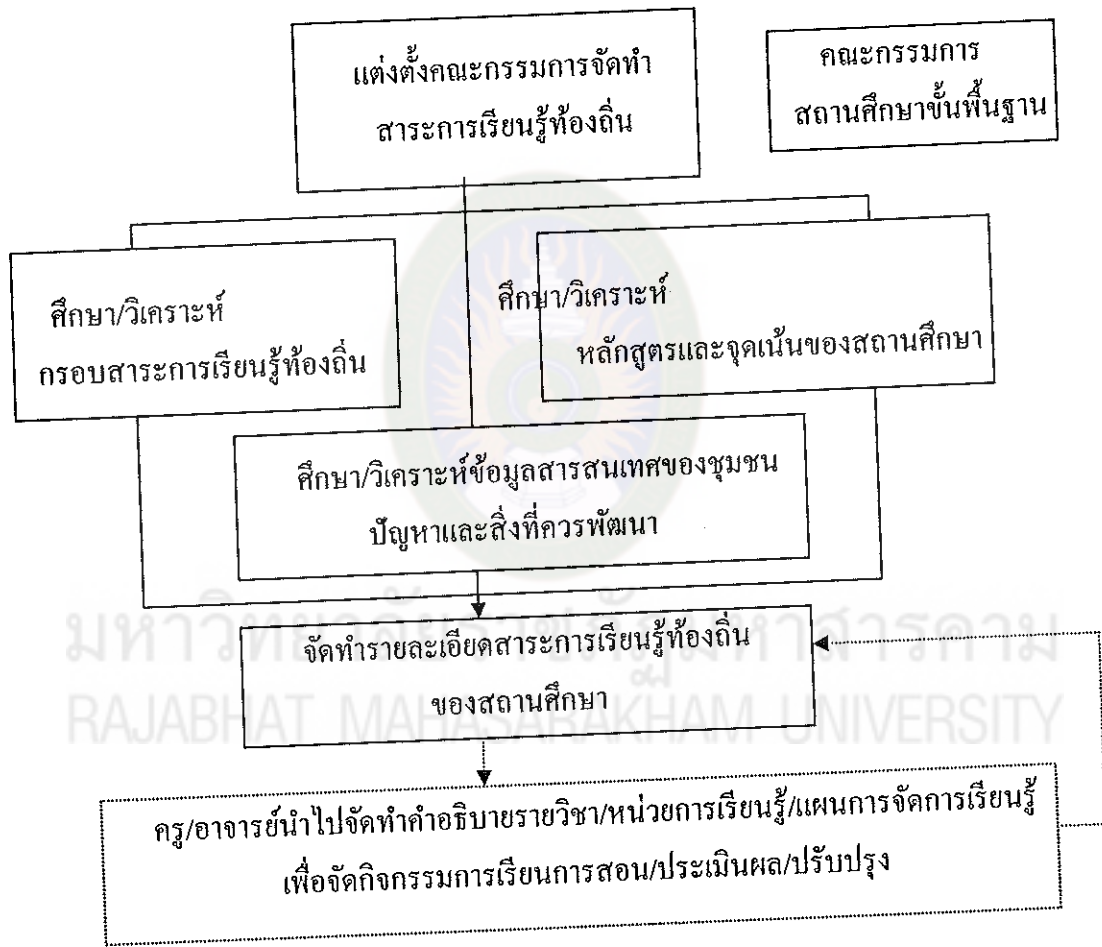 แต่งตั้งคณะกรรมการจัดทำ
สาระการเรียนรู้ท้องถิ่น
คณะกรรมการ
สถานศึกษาขั้นพื้นฐาน
ศึกษา/วิเคราะห์
กรอบสาระการเรียนรู้ท้องถิ่น
ศึกษา/วิเคราะห์
หลักสูตรและจุดเน้นของสถานศึกษา
ศึกษา/วิเคราะห์ข้อมูลสารสนเทศของชุมชน
ปัญหาและสิ่งที่ควรพัฒนา
มหาวิทยาลัยราชภัฏมหาสารคาม
จัดทำรายละเอียดสาระการเรียนรู้ท้องถิ่น
ของสถานศึกษา
RAJABHAT MAHASARAKHAM UNIVERSITY
ครู/อาจารย์นำไปจัดทำคำอธิบายรายวิชา/หน่วยการเรียนรู้/แผนการจัดการเรียนรู้
เพื่อจัดกิจกรรมการเรียนการสอน/ประเมินผล/ปรับปรุง